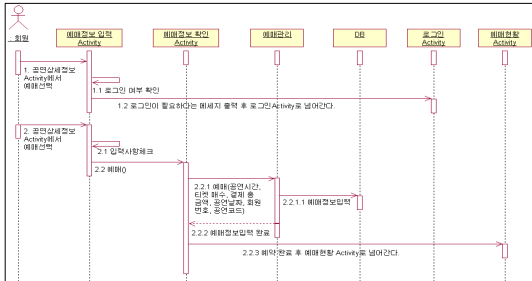 : 회원
예매정보 입력
Activity
예매정보 확인
Activity
예매관리
DB
로그인
Activity
예매현황
Activity
1. 공연상세정보
Activity에서
예매선택
1.1 로그인 여부 확인
1.2 로그인이 필요하다는 메세지 출력 후 로그인Activity로 넘어간다.
2. 공연상세정보
Activity에서
예매선택
2.1 입력사항체크
2.2 예매()
2.2.1 예매(공연시간,
티켓 매수, 결제 총
금액, 공연날짜, 회원
번호, 공연코드)
2.2.1.1 예매정보입력
2.2.2 예매정보입력 완료
2.2.3 예약 완료 후 예매현황 Activity로 넘어간다.